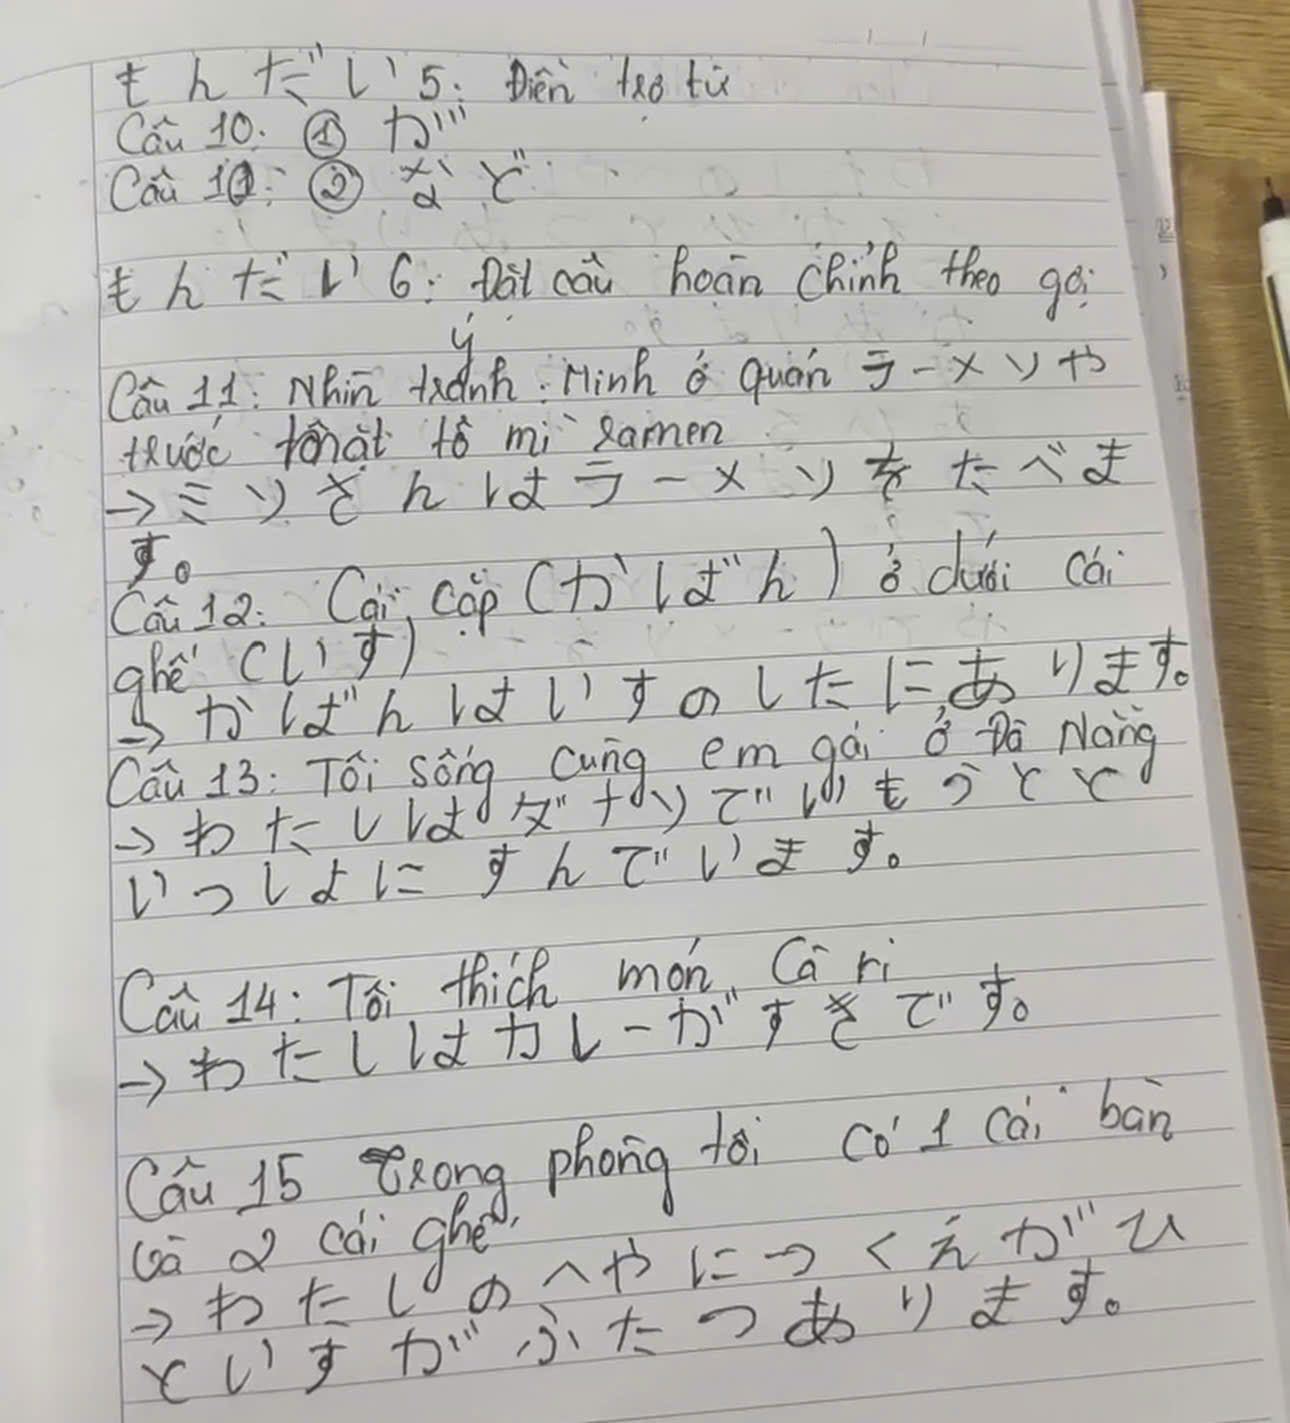 もんだい5: Điền trợ từ
Câu 10: ① が
Câu 10: ② など
もんだい6: Đặt câu hoàn chỉnh theo gợi
ý
Câu 11: Nhìn tranh: Minh ở quán ラーメンや
trước mặt tô mì ramen
→ ミンさんはラーメンをたべま
す。
Câu 12: Cái cặp (かばん) ở dưới cái
ghế (いす)
→ かばんはいすのしたにあります。
Câu 13: Tôi sống cùng em gái ở Đà Nẵng
→ わたしはダナンでいもうとと
いっしょにすんでいます。
Câu 14: Tôi thích món Cà ri
→ わたしはカレーがすきです。
Câu 15 Trong phòng tôi có 1 cái bàn
và 2 cái ghế
→ わたしのへやにつくえがひ
といすがふたつあります。